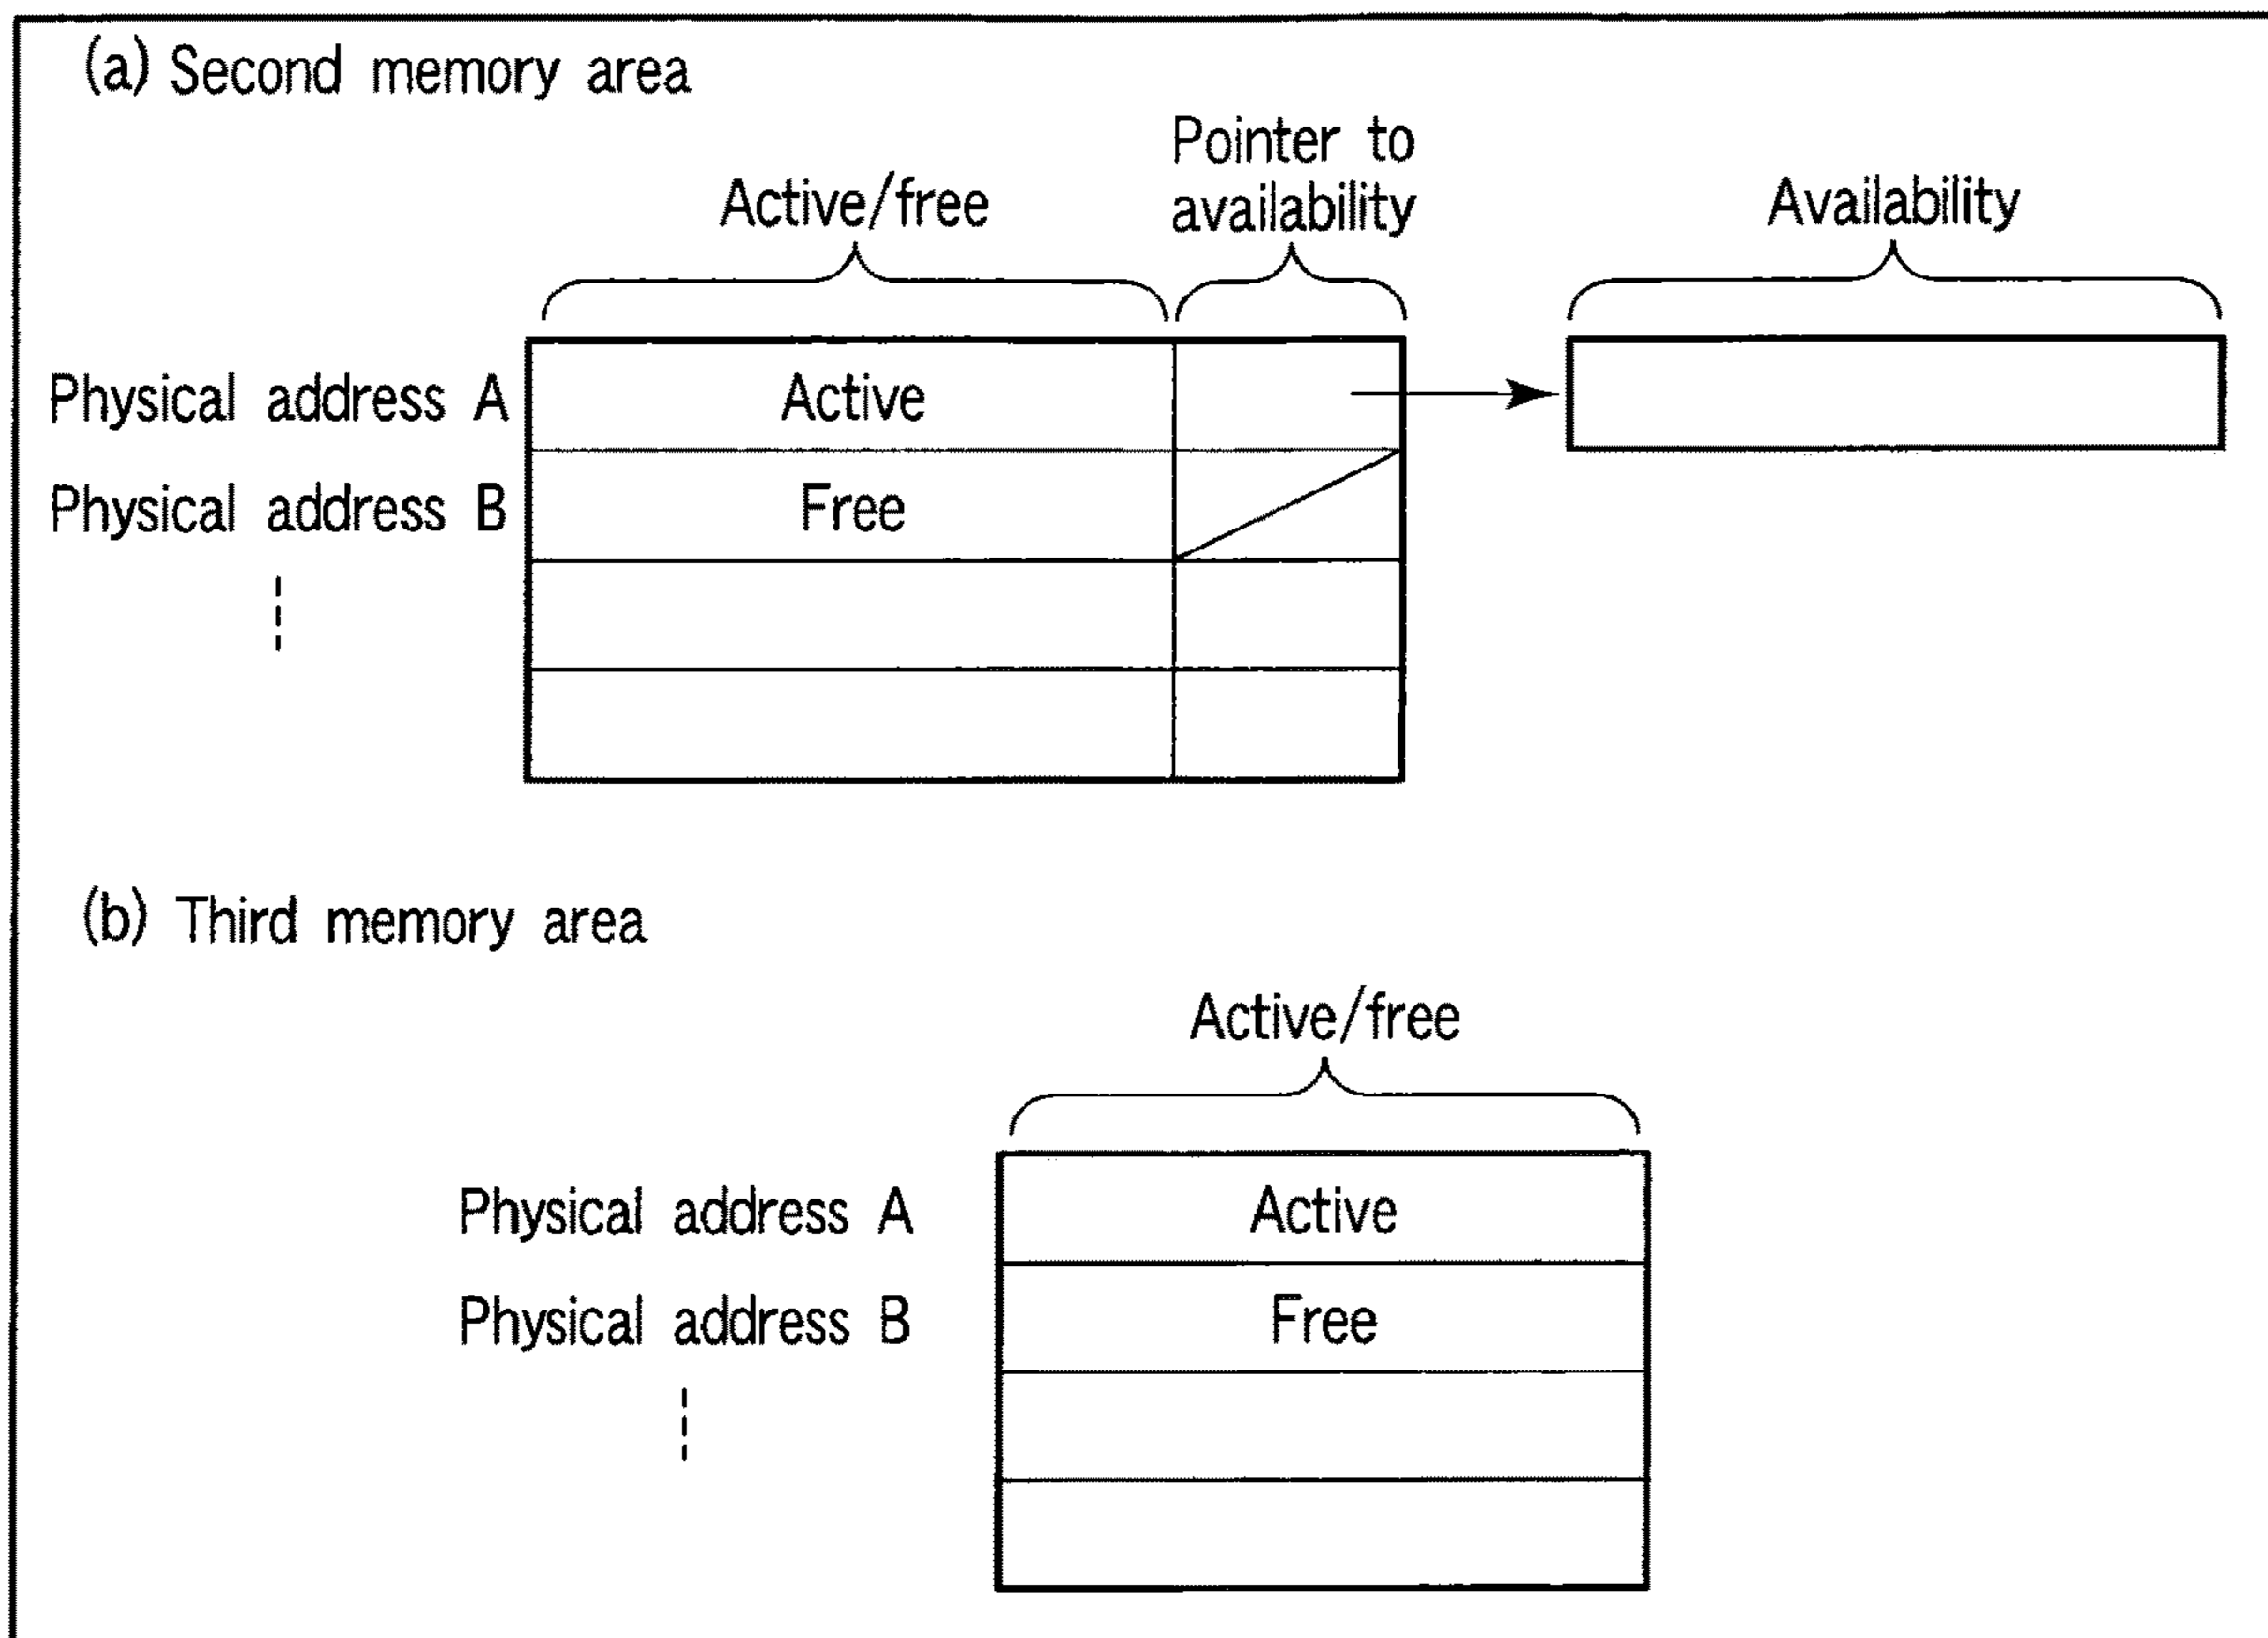 (a) Second memory area
Pointer to
availability
Active/free
Availability
Physical address A
Active
Physical address B
Free
(b) Third memory area
Active/free
Physical address A
Active
Physical address B
Free